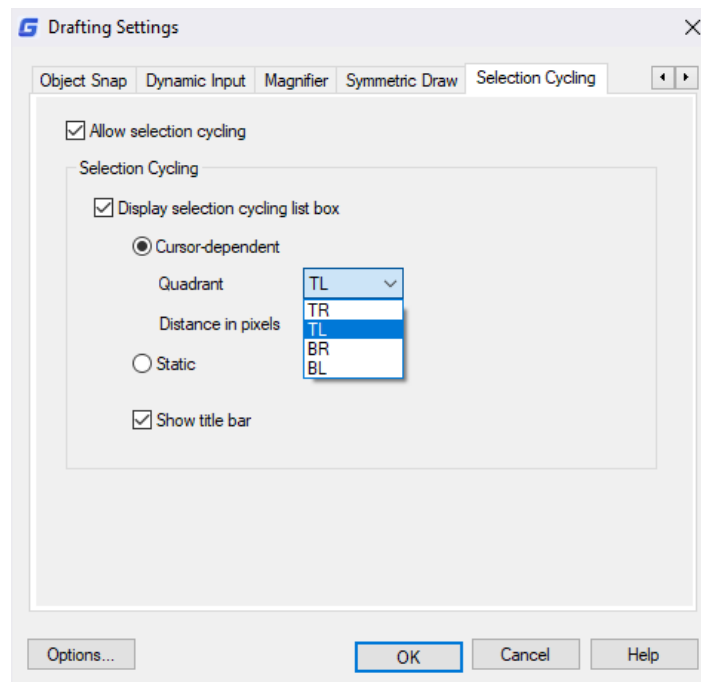 Drafting Settings
Object Snap Dynamic Input Magnifier Symmetric Draw Selection Cycling
Allow selection cycling
Selection Cycling
Display selection cycling list box
Cursor-dependent
Quadrant TL
TR
Distance in pixels TL
BR
Static BL
Show title bar
Options... OK Cancel Help